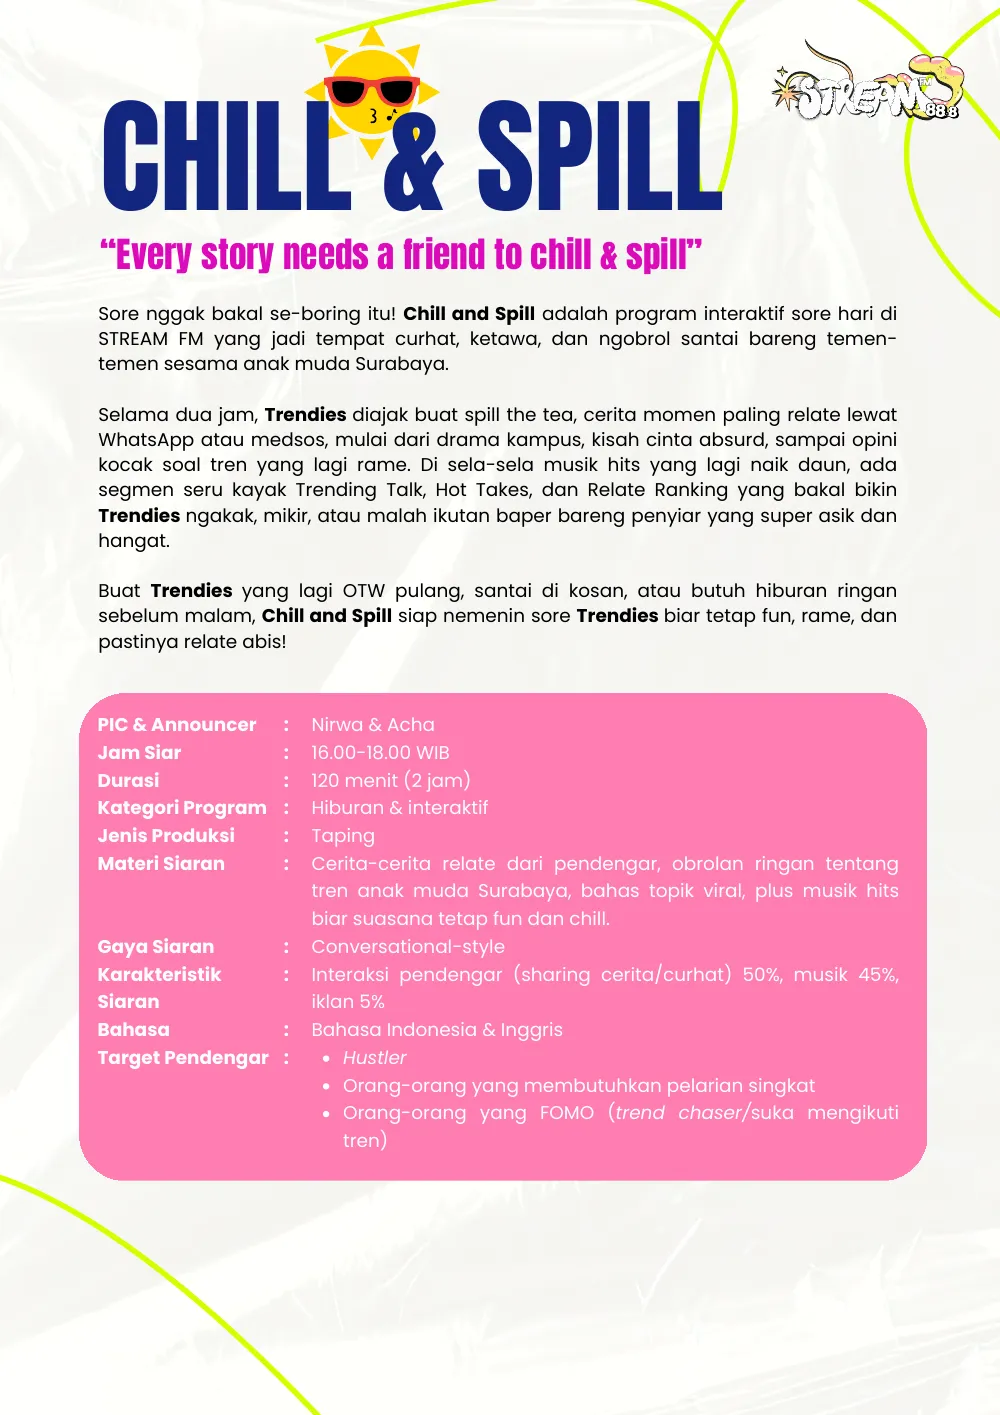 STREAM FM
88.8
CHILL & SPILL
“Every story needs a friend to chill & spill”
Sore nggak bakal se-boring itu! Chill and Spill adalah program interaktif sore hari di
STREAM FM yang jadi tempat curhat, ketawa, dan ngobrol santai bareng temen-
temen sesama anak muda Surabaya.
Selama dua jam, Trendies diajak buat spill the tea, cerita momen paling relate lewat
WhatsApp atau medsos, mulai dari drama kampus, kisah cinta absurd, sampai opini
kocak soal tren yang lagi rame. Di sela-sela musik hits yang lagi naik daun, ada
segmen seru kayak Trending Talk, Hot Takes, dan Relate Ranking yang bakal bikin
Trendies ngakak, mikir, atau malah ikutan baper bareng penyiar yang super asik dan
hangat.
Buat Trendies yang lagi OTW pulang, santai di kosan, atau butuh hiburan ringan
sebelum malam, Chill and Spill siap nemenin sore Trendies biar tetap fun, rame, dan
pastinya relate abis!
PIC & Announcer : Nirwa & Acha
Jam Siar : 16.00-18.00 WIB
Durasi : 120 menit (2 jam)
Kategori Program : Hiburan & interaktif
Jenis Produksi : Taping
Materi Siaran : Cerita-cerita relate dari pendengar, obrolan ringan tentang
tren anak muda Surabaya, bahas topik viral, plus musik hits
biar suasana tetap fun dan chill.
Gaya Siaran : Conversational-style
Karakteristik : Interaksi pendengar (sharing cerita/curhat) 50%, musik 45%,
Siaran iklan 5%
Bahasa : Bahasa Indonesia & Inggris
Target Pendengar : • Hustler
• Orang-orang yang membutuhkan pelarian singkat
• Orang-orang yang FOMO (trend chaser/suka mengikuti
tren)